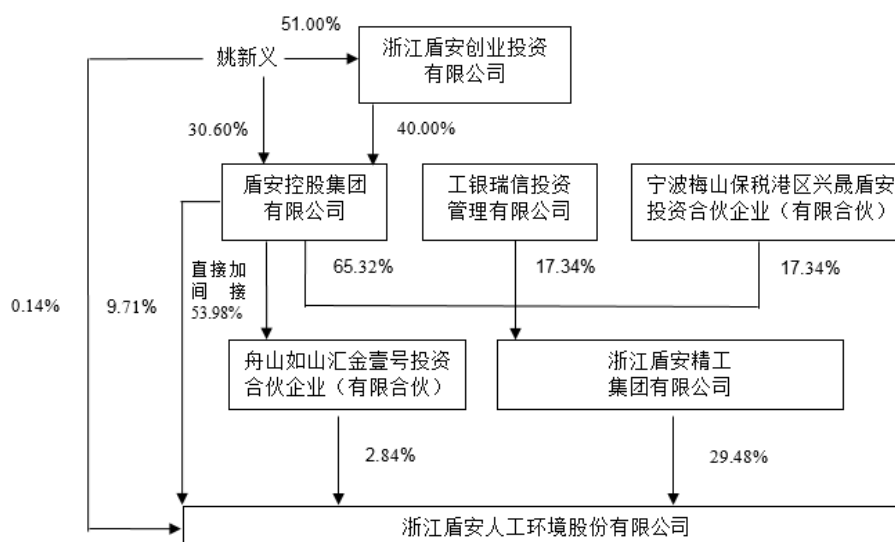 51.00%
姚新义
浙江盾安创业投资
有限公司
30.60%
40.00%
盾安控股集团
有限公司
工银瑞信投资
管理有限公司
宁波梅山保税港区兴晟盾安
投资合伙企业（有限合伙）
直接加
间 接
53.98%
65.32%
17.34%
17.34%
0.14%
9.71%
舟山如山汇金壹号投资
合伙企业（有限合伙）
浙江盾安精工
集团有限公司
2.84%
29.48%
浙江盾安人工环境股份有限公司